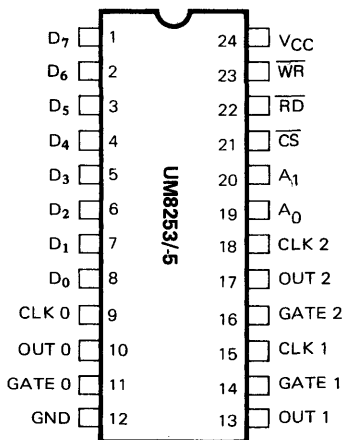 D7 1 24 VCC
D6 2 23 WR
D5 3 22 RD
D4 4 21 CS
D3 5 20 A1
D2 6 19 A0
D1 7 18 CLK 2
D0 8 17 OUT 2
CLK 0 9 16 GATE 2
OUT 0 10 15 CLK 1
GATE 0 11 14 GATE 1
GND 12 13 OUT 1
UM8253/-5